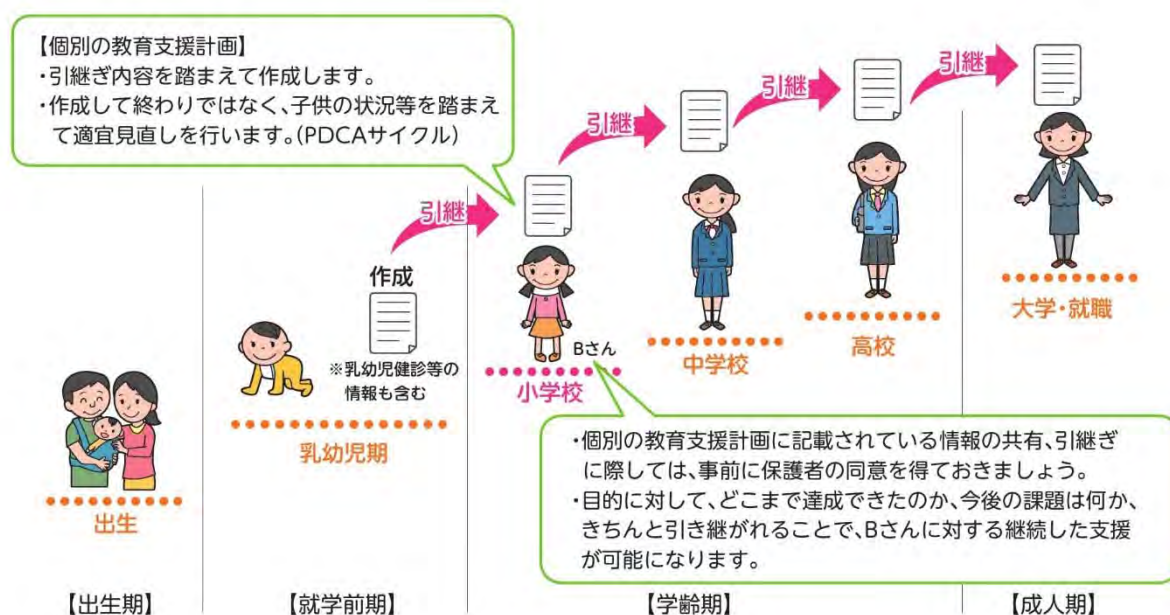 【個別の教育支援計画】
・引継ぎ内容を踏まえて作成します。
・作成して終わりではなく、子供の状況等を踏まえ
て適宜見直しを行います。(PDCAサイクル)
引継
引継
引継
引継
作成
※乳幼児健診等の
情報も含む
Bさん
出生
乳幼児期
小学校
中学校
高校
大学・就職
・個別の教育支援計画に記載されている情報の共有、引継ぎ
に際しては、事前に保護者の同意を得ておきましょう。
・目的に対して、どこまで達成できたのか、今後の課題は何か、
きちんと引き継がれることで、Bさんに対する継続した支援
が可能になります。
【出生期】
【就学前期】
【学齢期】
【成人期】